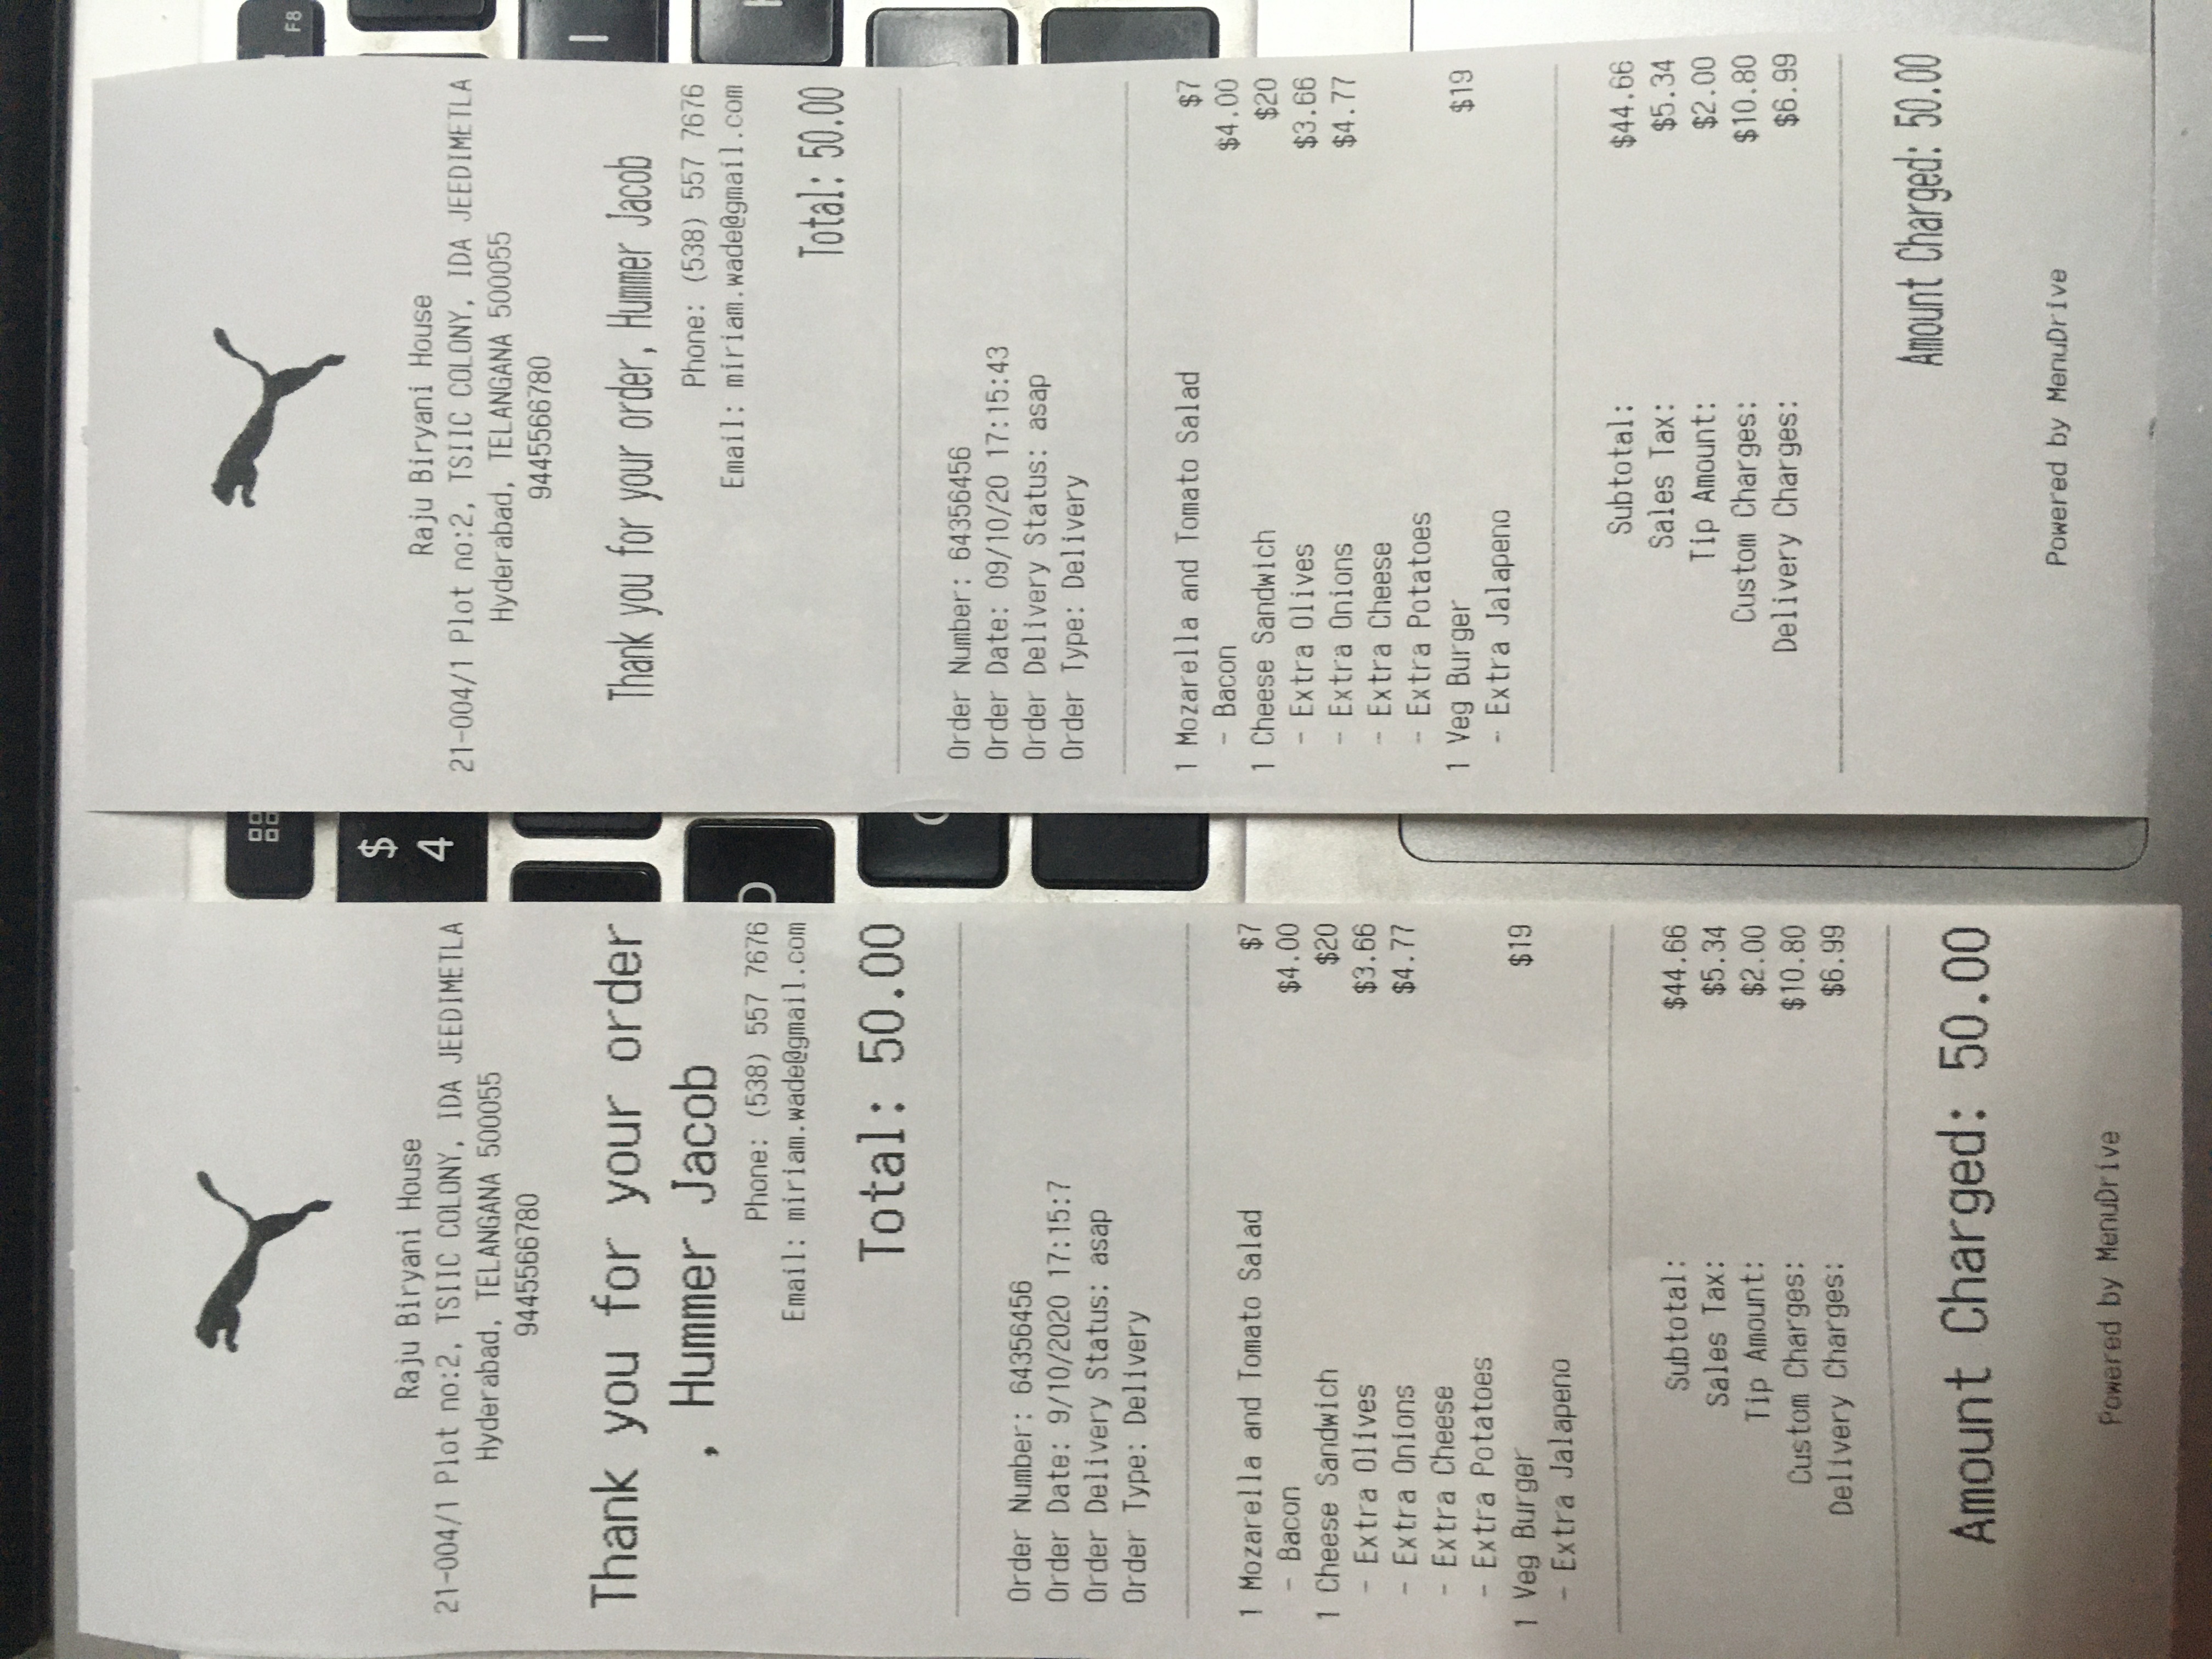 Raju Biryani House
21-004/1 Plot no:2, TSIIC COLONY, IDA JEEDIMETLA
Hyderabad, TELANGANA 500055
9445566780
Thank you for your order
, Hummer Jacob
Phone: (538) 557 7676
Email: miriam.wade@gmail.com
Total: 50.00
Order Number: 64356456
Order Date: 9/10/2020 17:15:7
Order Delivery Status: asap
Order Type: Delivery
1 Mozarella and Tomato Salad $7
- Bacon $4.00
1 Cheese Sandwich $20
- Extra Olives $3.66
- Extra Onions $4.77
- Extra Cheese
- Extra Potatoes
1 Veg Burger $19
- Extra Jalapeno
Subtotal: $44.66
Sales Tax: $5.34
Tip Amount: $2.00
Custom Charges: $10.80
Delivery Charges: $6.99
Amount Charged: 50.00
Powered by MenuDrive
$
4
Raju Biryani House
21-004/1 Plot no:2, TSIIC COLONY, IDA JEEDIMETLA
Hyderabad, TELANGANA 500055
9445566780
Thank you for your order, Hummer Jacob
Phone: (538) 557 7676
Email: miriam.wade@gmail.com
Total: 50.00
Order Number: 64356456
Order Date: 09/10/20 17:15:43
Order Delivery Status: asap
Order Type: Delivery
1 Mozarella and Tomato Salad $7
- Bacon $4.00
1 Cheese Sandwich $20
- Extra Olives $3.66
- Extra Onions $4.77
- Extra Cheese
- Extra Potatoes
1 Veg Burger $19
- Extra Jalapeno
Subtotal: $44.66
Sales Tax: $5.34
Tip Amount: $2.00
Custom Charges: $10.80
Delivery Charges: $6.99
Amount Charged: 50.00
Powered by MenuDrive
F8
I